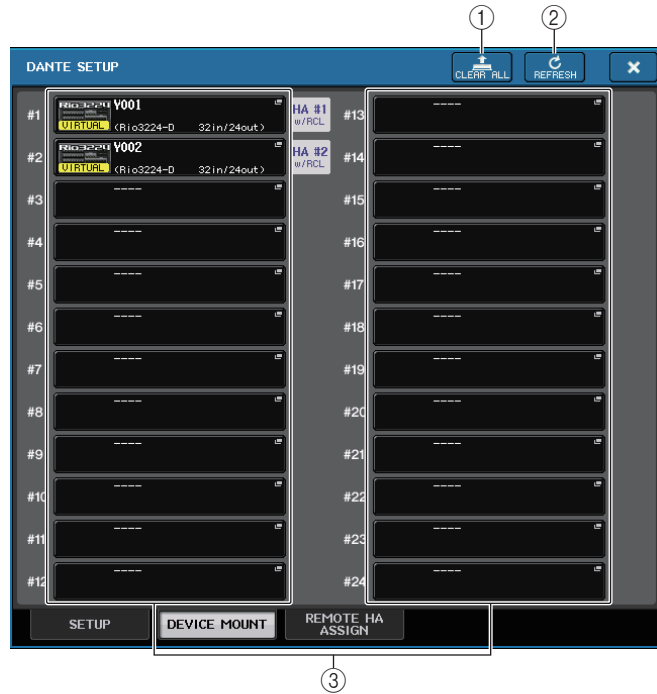 ① ②
DANTE SETUP CLEAR ALL REFRESH ×
#1 Rio3224 VIRTUAL Y001 (Rio3224-D 32in/24out) HA #1 w/RCL #13 ----
#2 Rio3224 VIRTUAL Y002 (Rio3224-D 32in/24out) HA #2 w/RCL #14 ----
#3 ---- #15 ----
#4 ---- #16 ----
#5 ---- #17 ----
#6 ---- #18 ----
#7 ---- #19 ----
#8 ---- #20 ----
#9 ---- #21 ----
#10 ---- #22 ----
#11 ---- #23 ----
#12 ---- #24 ----
SETUP DEVICE MOUNT REMOTE HA ASSIGN
③